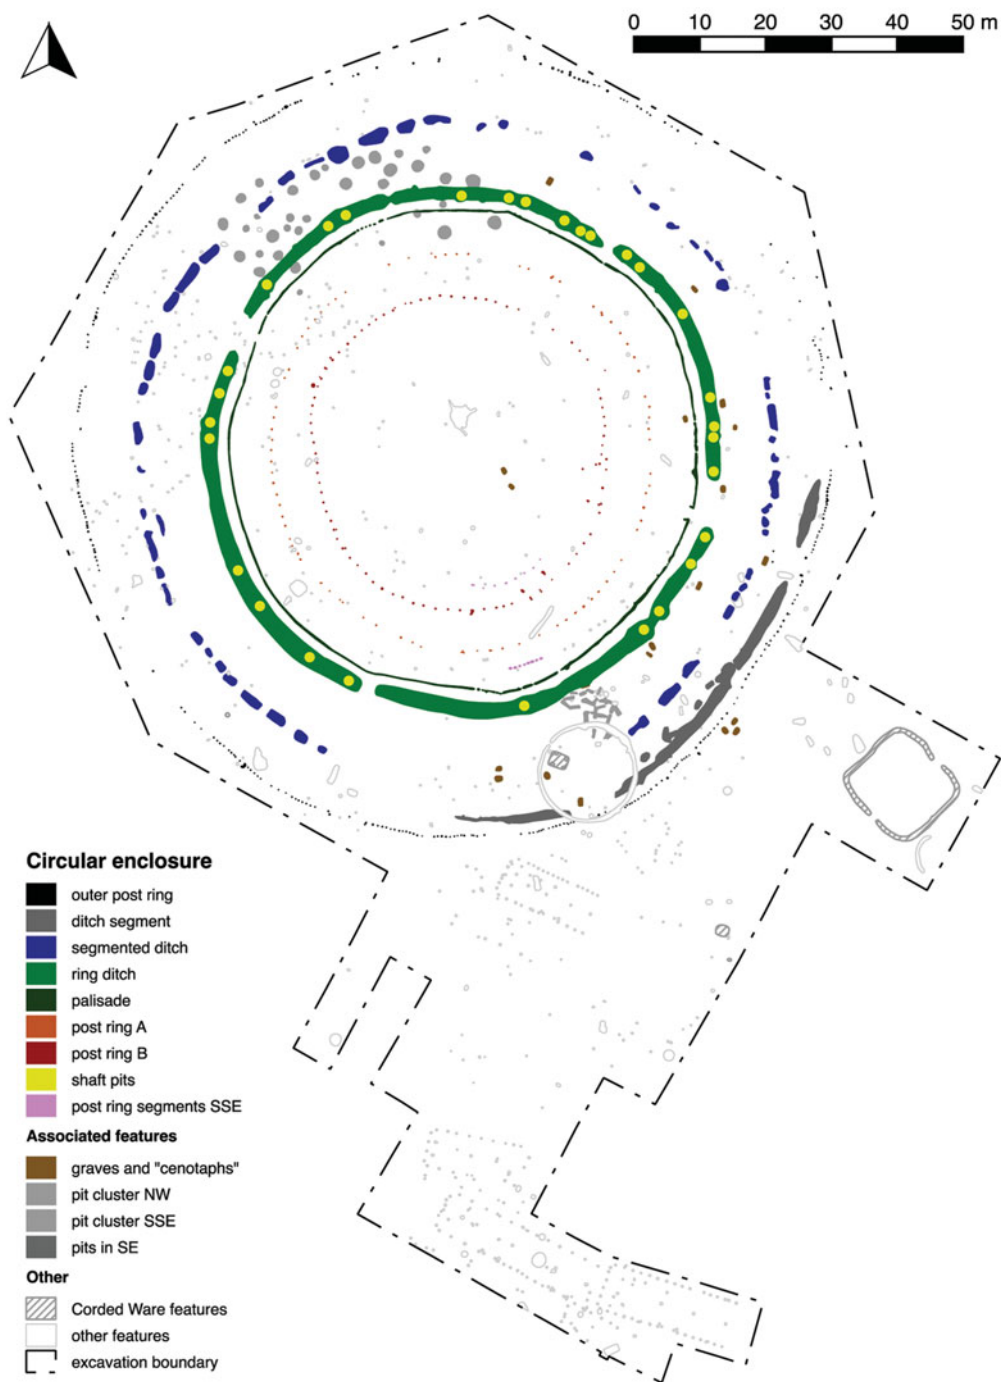 0 10 20 30 40 50 m
Circular enclosure
outer post ring
ditch segment
segmented ditch
ring ditch
palisade
post ring A
post ring B
shaft pits
post ring segments SSE
Associated features
graves and "cenotaphs"
pit cluster NW
pit cluster SSE
pits in SE
Other
Corded Ware features
other features
excavation boundary